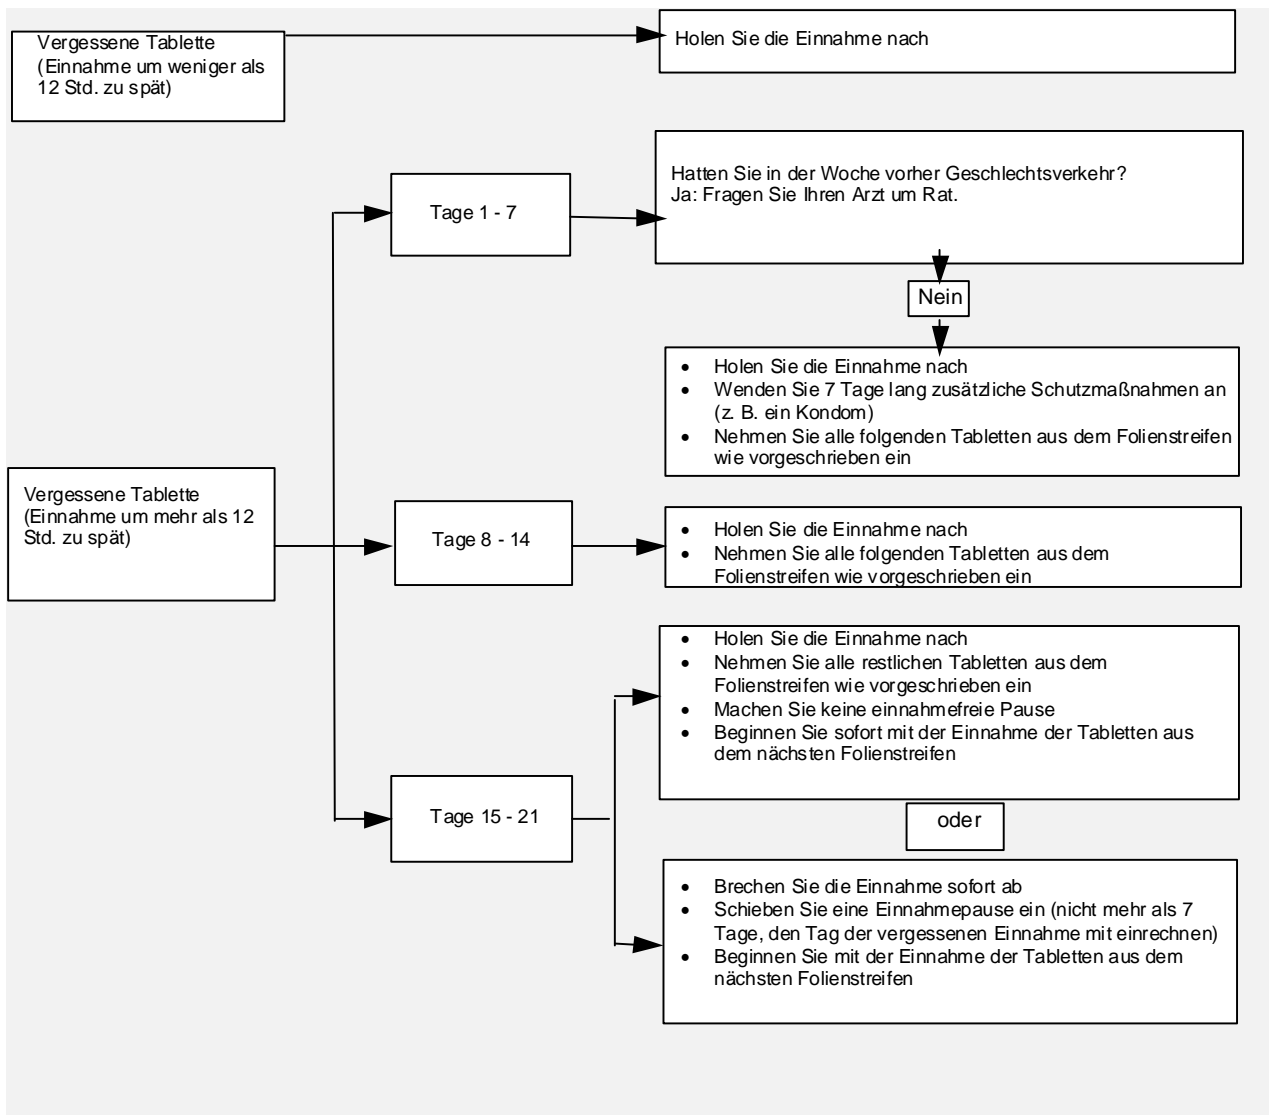 Vergessene Tablette
(Einnahme um weniger als
12 Std. zu spät)
Holen Sie die Einnahme nach
Tage 1 - 7
Hatten Sie in der Woche vorher Geschlechtsverkehr?
Ja: Fragen Sie Ihren Arzt um Rat.
Nein
• Holen Sie die Einnahme nach
• Wenden Sie 7 Tage lang zusätzliche Schutzmaßnahmen an
(z. B. ein Kondom)
• Nehmen Sie alle folgenden Tabletten aus dem Folienstreifen
wie vorgeschrieben ein
Vergessene Tablette
(Einnahme um mehr als 12
Std. zu spät)
Tage 8 - 14
• Holen Sie die Einnahme nach
• Nehmen Sie alle folgenden Tabletten aus dem
Folienstreifen wie vorgeschrieben ein
Tage 15 - 21
• Holen Sie die Einnahme nach
• Nehmen Sie alle restlichen Tabletten aus dem
Folienstreifen wie vorgeschrieben ein
• Machen Sie keine einnahmefreie Pause
• Beginnen Sie sofort mit der Einnahme der Tabletten aus
dem nächsten Folienstreifen
oder
• Brechen Sie die Einnahme sofort ab
• Schieben Sie eine Einnahmepause ein (nicht mehr als 7
Tage, den Tag der vergessenen Einnahme mit einrechnen)
• Beginnen Sie mit der Einnahme der Tabletten aus dem
nächsten Folienstreifen